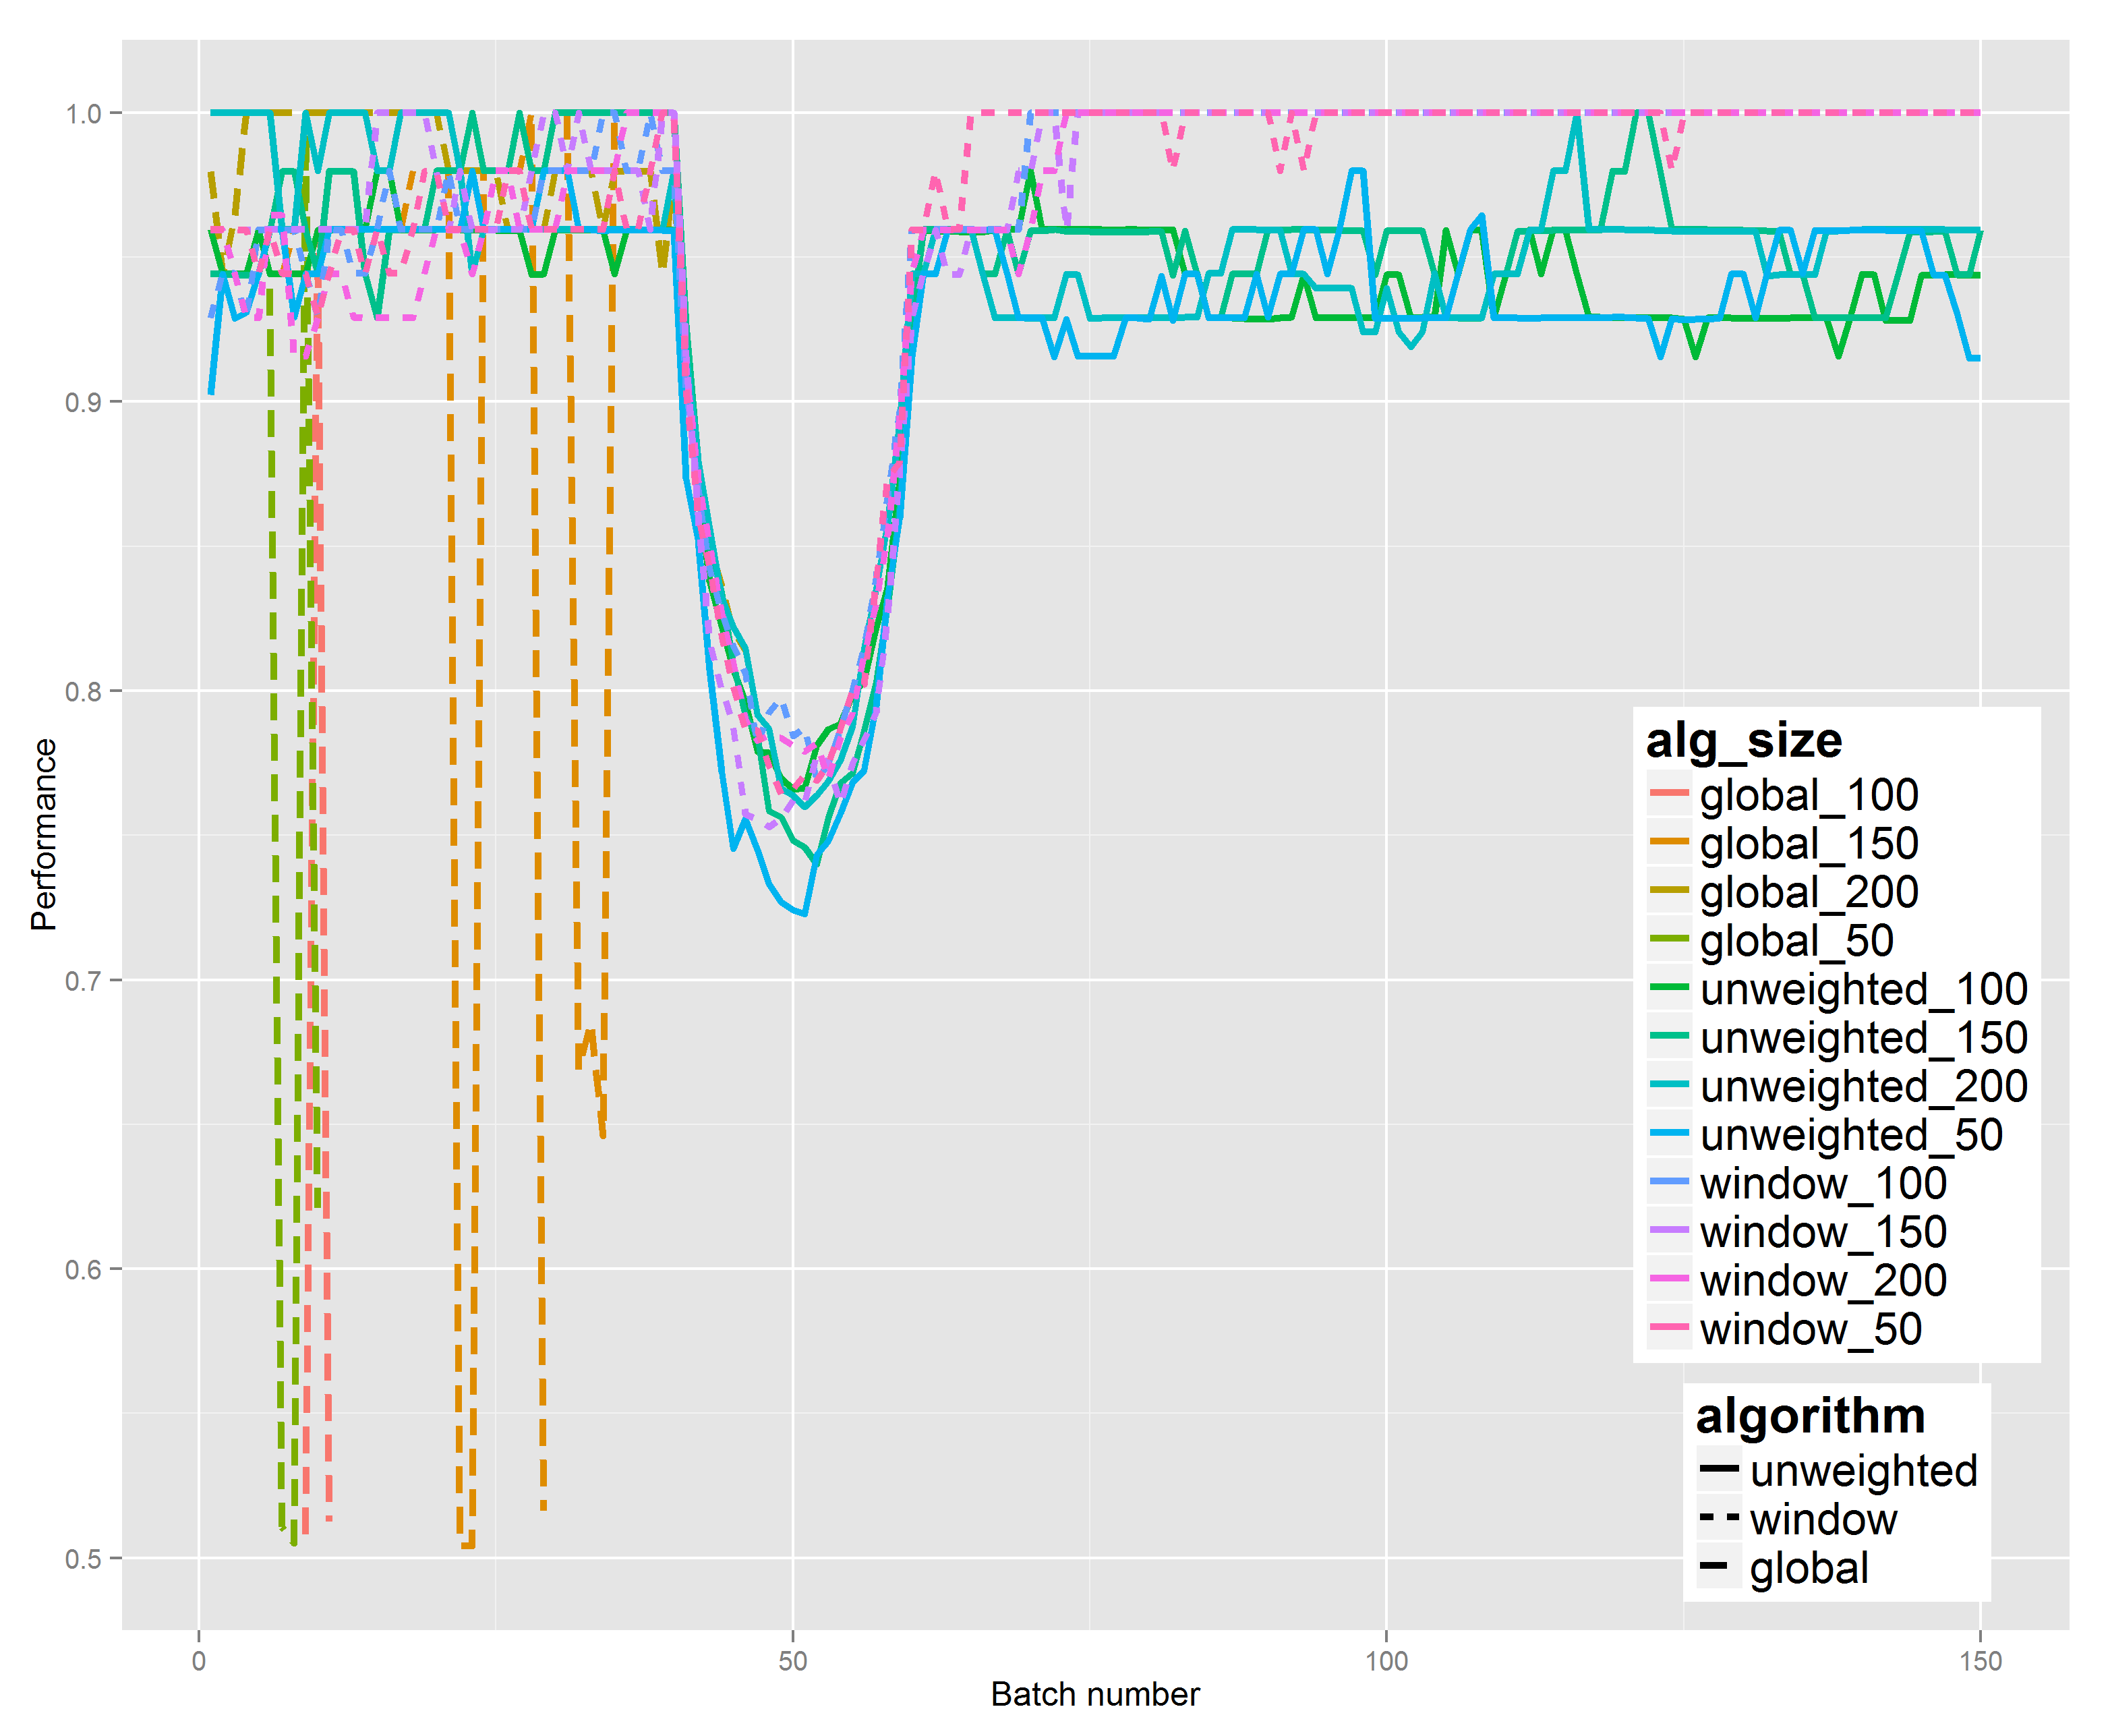 1.0
0.9
0.8
0.7
0.6
0.5
Performance
0
50
100
150
Batch number
alg_size
global_100
global_150
global_200
global_50
unweighted_100
unweighted_150
unweighted_200
unweighted_50
window_100
window_150
window_200
window_50
algorithm
unweighted
window
global